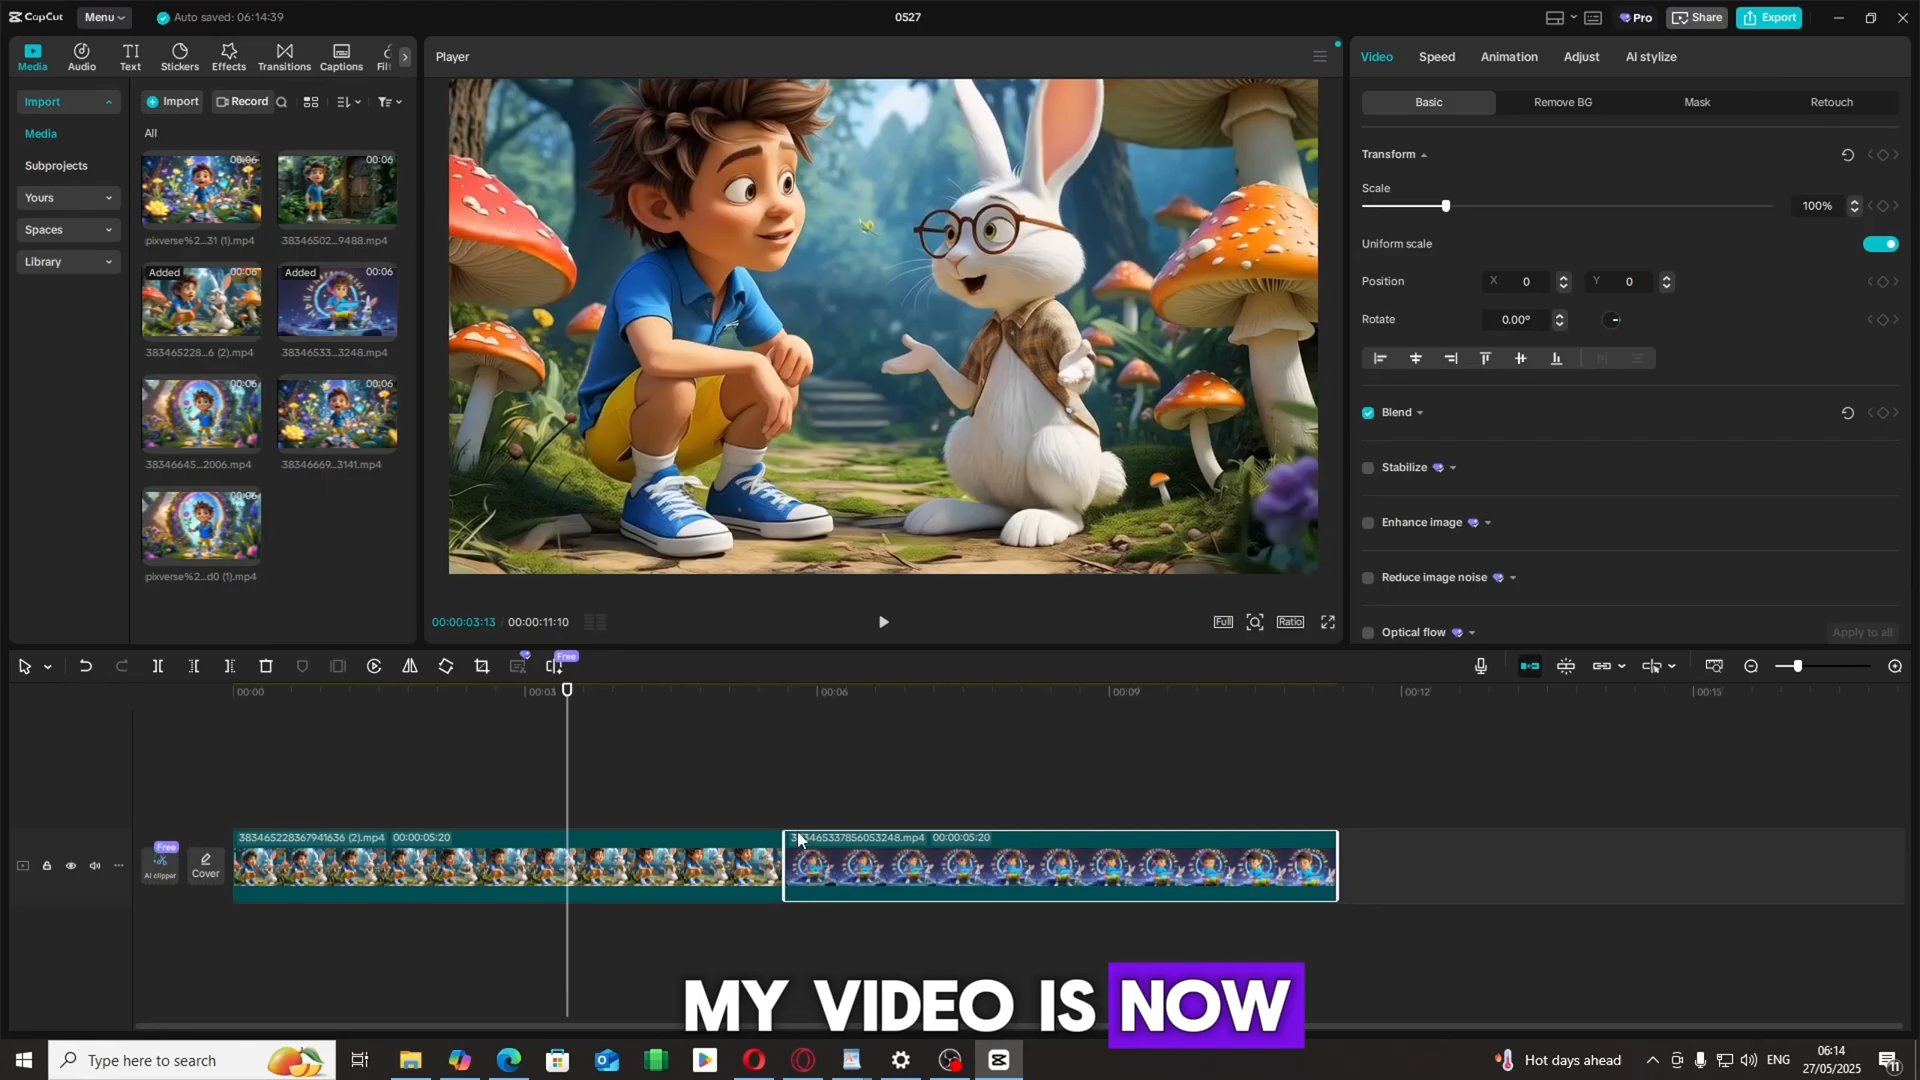 CapCut
Menu
Auto saved: 06:14:39
0527
Pro
Share
Export
Media
Audio
Text
Stickers
Effects
Transitions
Captions
Import
Media
Subprojects
Yours
Spaces
Library
Import
Record
All
00:06
00:06
pixverse%2...31 (1).mp4
38346502...9488.mp4
Added
00:06
Added
00:06
383465228...6 (2).mp4
38346533...3248.mp4
00:06
00:06
38346645...2006.mp4
38346669...3141.mp4
00:06
pixverse%2...d0 (1).mp4
Player
00:00:03:13 / 00:00:11:10
Full
Ratio
Video
Speed
Animation
Adjust
AI stylize
Basic
Remove BG
Mask
Retouch
Transform
Scale
100%
Uniform scale
Position
X 0
Y 0
Rotate
0.00°
Blend
Stabilize
Enhance image
Reduce image noise
Optical flow
Apply to all
Free
00:00
00:03
00:06
00:09
00:12
00:15
Free
AI clipper
Cover
383465228367941636 (2).mp4 00:00:05:20
383465337856053248.mp4 00:00:05:20
MY VIDEO IS NOW
Type here to search
Hot days ahead
ENG
06:14
27/05/2025
11